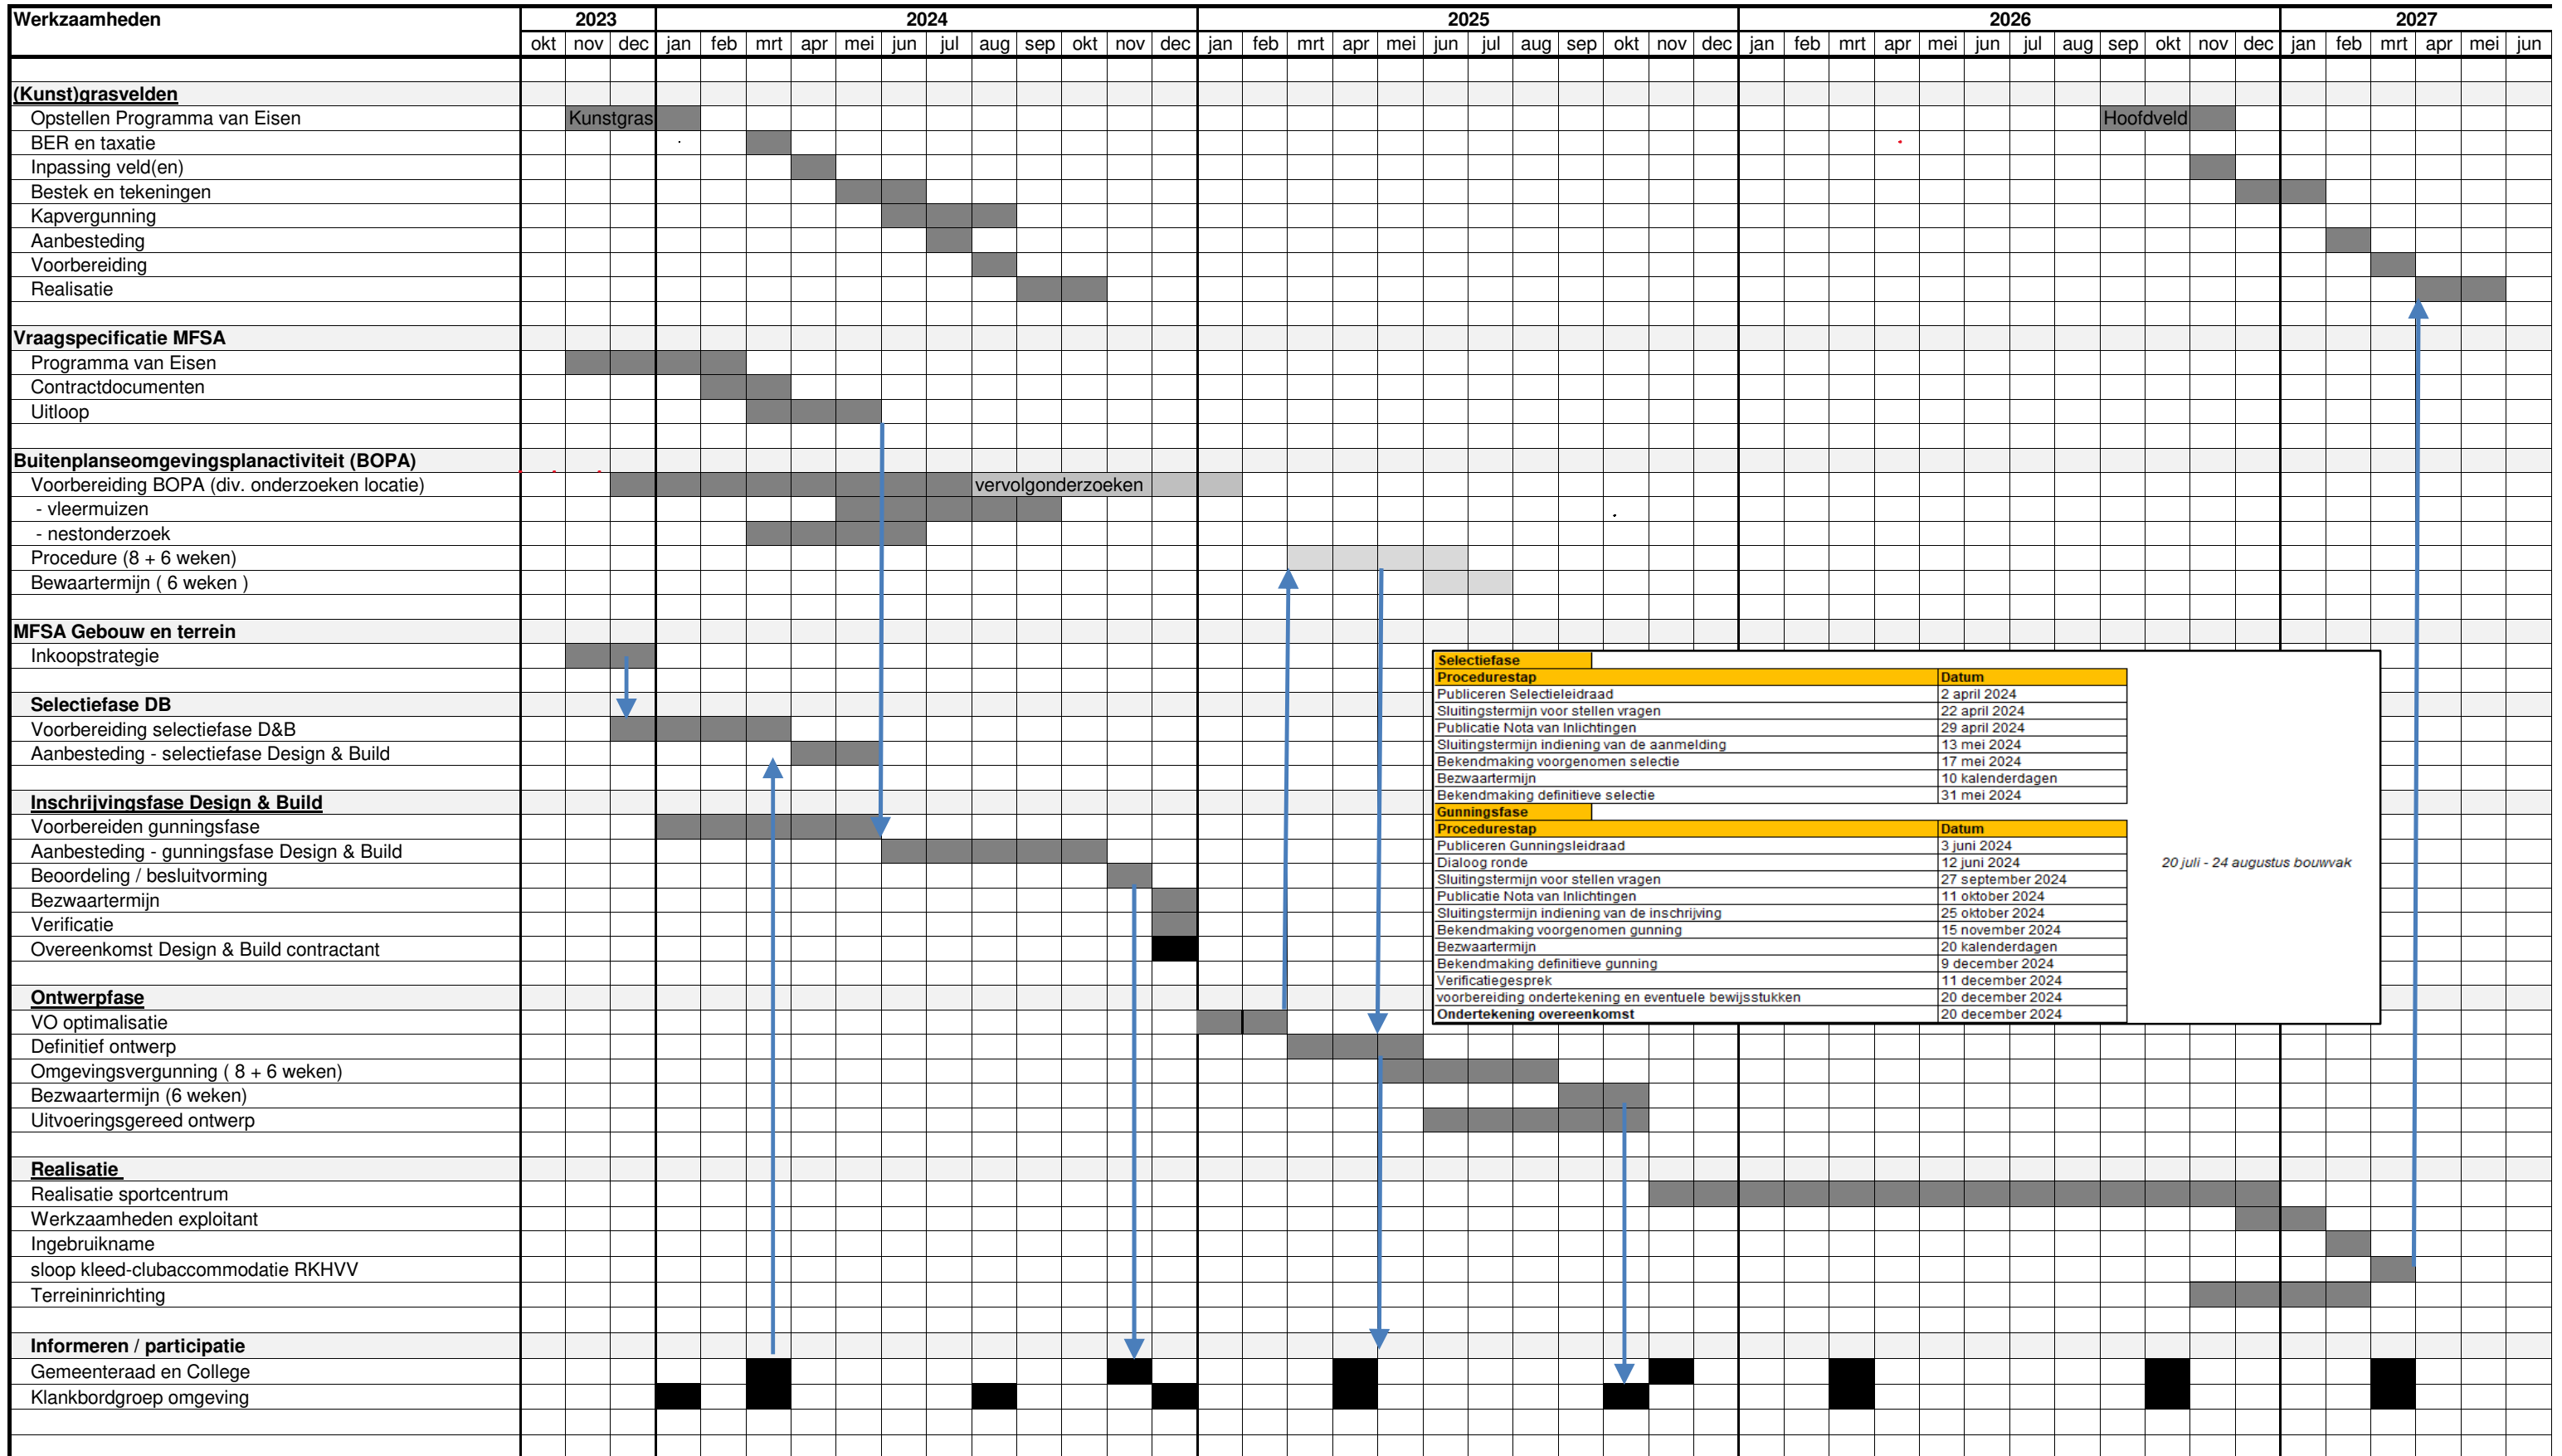 Werkzaamheden 2023 2024 2025 2026 2027
okt nov dec jan feb mrt apr mei jun jul aug sep okt nov dec jan feb mrt apr mei jun jul aug sep okt nov dec jan feb mrt apr mei jun jul aug sep okt nov dec jan feb mrt apr mei jun
(Kunst)grasvelden
Opstellen Programma van Eisen Kunstgras Hoofdveld
BER en taxatie
Inpassing veld(en)
Bestek en tekeningen
Kapvergunning
Aanbesteding
Voorbereiding
Realisatie
Vraagspecificatie MFSA
Programma van Eisen
Contractdocumenten
Uitloop
Buitenplanseomgevingsplanactiviteit (BOPA)
Voorbereiding BOPA (div. onderzoeken locatie) vervolgonderzoeken
- vleermuizen
- nestonderzoek
Procedure (8 + 6 weken)
Bewaartermijn ( 6 weken )
MFSA Gebouw en terrein
Inkoopstrategie
Selectiefase DB
Voorbereiding selectiefase D&B
Aanbesteding - selectiefase Design & Build
Inschrijvingsfase Design & Build
Voorbereiden gunningsfase
Aanbesteding - gunningsfase Design & Build
Beoordeling / besluitvorming
Bezwaartermijn
Verificatie
Overeenkomst Design & Build contractant
Ontwerpfase
VO optimalisatie
Definitief ontwerp
Omgevingsvergunning ( 8 + 6 weken)
Bezwaartermijn (6 weken)
Uitvoeringsgereed ontwerp
Realisatie
Realisatie sportcentrum
Werkzaamheden exploitant
Ingebruikname
sloop kleed-clubaccommodatie RKHVV
Terreininrichting
Informeren / participatie
Gemeenteraad en College
Klankbordgroep omgeving
Selectiefase
Procedurestap Datum
Publiceren Selectieleidraad 2 april 2024
Sluitingstermijn voor stellen vragen 22 april 2024
Publicatie Nota van Inlichtingen 29 april 2024
Sluitingstermijn indiening van de aanmelding 13 mei 2024
Bekendmaking voorgenomen selectie 17 mei 2024
Bezwaartermijn 10 kalenderdagen
Bekendmaking definitieve selectie 31 mei 2024
Gunningsfase
Procedurestap Datum
Publiceren Gunningsleidraad 3 juni 2024
Dialoog ronde 12 juni 2024 20 juli - 24 augustus bouwvak
Sluitingstermijn voor stellen vragen 27 september 2024
Publicatie Nota van Inlichtingen 11 oktober 2024
Sluitingstermijn indiening van de inschrijving 25 oktober 2024
Bekendmaking voorgenomen gunning 15 november 2024
Bezwaartermijn 20 kalenderdagen
Bekendmaking definitieve gunning 9 december 2024
Verificatiegesprek 11 december 2024
voorbereiding ondertekening en eventuele bewijsstukken 20 december 2024
Ondertekening overeenkomst 20 december 2024